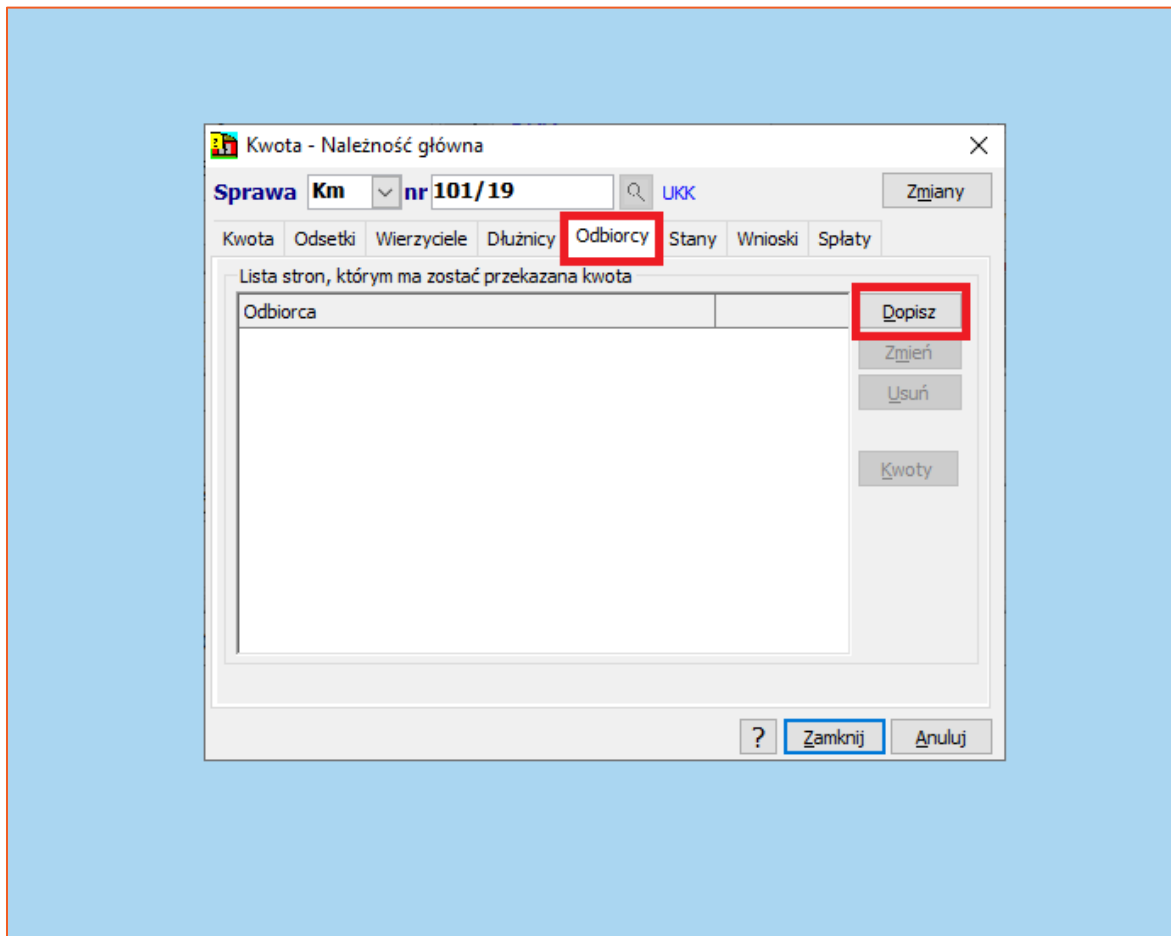 Kwota - Należność główna
Sprawa Km nr 101/19 UKK Zmiany
Kwota Odsetki Wierzyciele Dłużnicy Odbiorcy Stany Wnioski Spłaty
Lista stron, którym ma zostać przekazana kwota
Odbiorca Dopisz
Zmień
Usuń
Kwoty
? Zamknij Anuluj